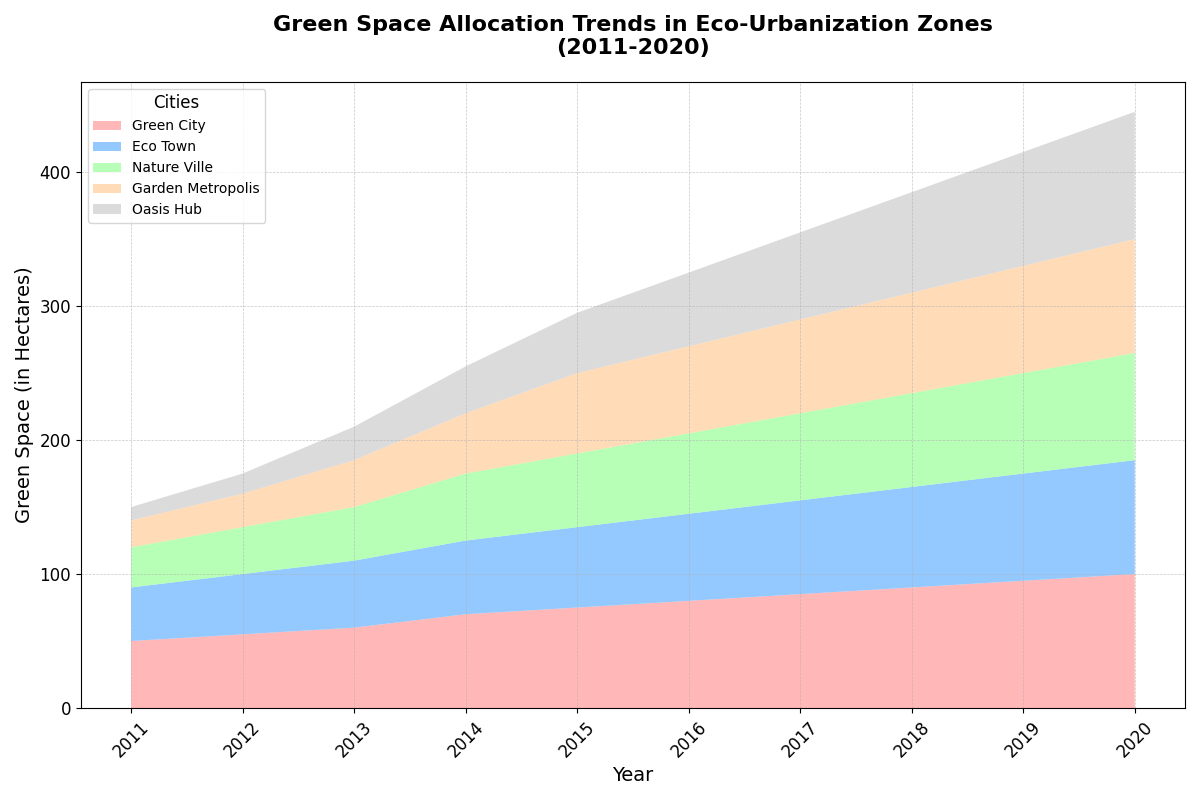 Green Space Allocation Trends in Eco-Urbanization Zones
(2011-2020)
Cities
Green City
Eco Town
Nature Ville
Garden Metropolis
Oasis Hub
Green Space (in Hectares)
400
300
200
100
0
2011
2012
2013
2014
2015
2016
2017
2018
2019
2020
Year